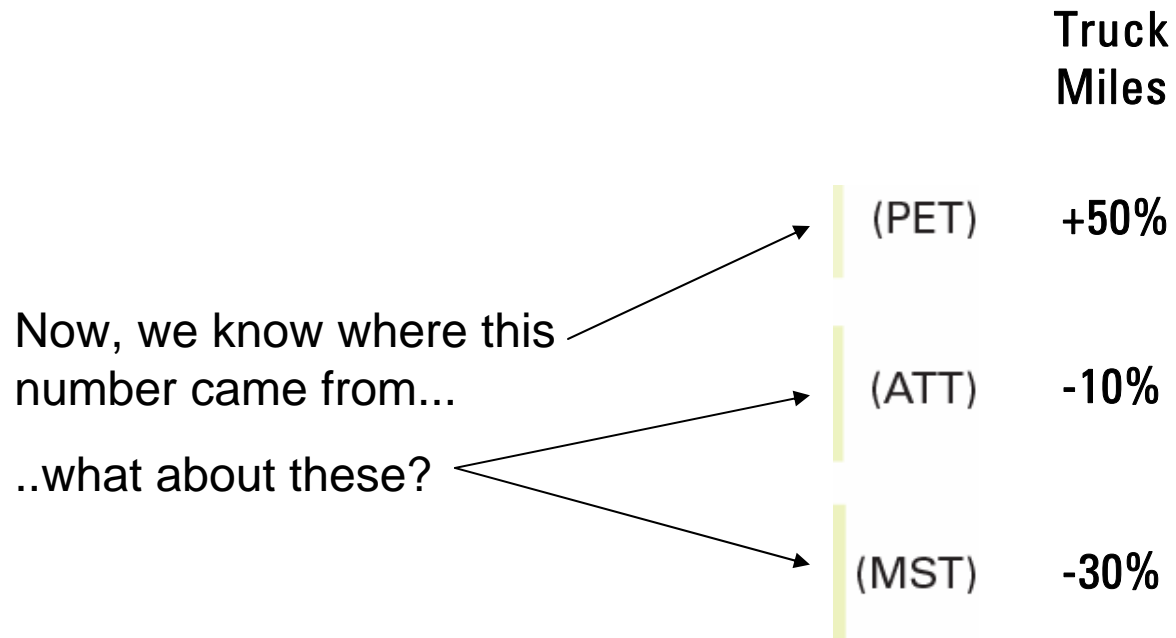 Truck
Miles
(PET) +50%
Now, we know where this
number came from...
(ATT) -10%
..what about these?
(MST) -30%